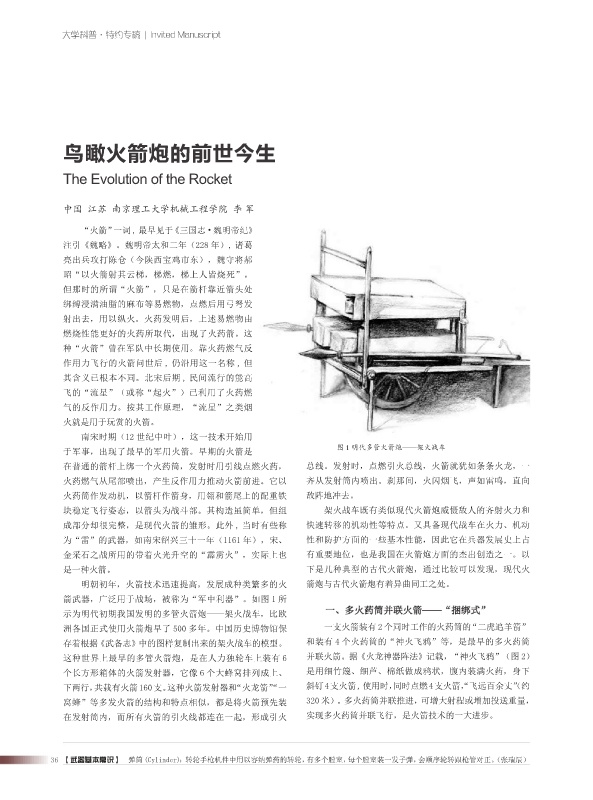 大学科普·特约专稿 | Invited Manuscript
鸟瞰火箭炮的前世今生
The Evolution of the Rocket
中国 江苏 南京理工大学机械工程学院 李 军
“火箭”一词，最早见于《三国志·魏明帝纪》
注引《魏略》。魏明帝太和二年（228 年），诸葛
亮出兵攻打陈仓（今陕西宝鸡市东），魏守将郝
昭“以火箭射其云梯，梯燃，梯上人皆烧死”。
但那时的所谓“火箭”，只是在箭杆靠近箭头处
绑缚浸满油脂的麻布等易燃物，点燃后用弓弩发
射出去，用以纵火。火药发明后，上述易燃物由
燃烧性能更好的火药所取代，出现了火药箭。这
种“火箭”曾在军队中长期使用。靠火药燃气反
作用力飞行的火箭问世后，仍沿用这一名称，但
其含义已根本不同。北宋后期，民间流行的能高
飞的“流星”（或称“起火”）已利用了火药燃
气的反作用力。按其工作原理，“流星”之类烟
火就是用于玩赏的火箭。
南宋时期（12 世纪中叶），这一技术开始用
于军事，出现了最早的军用火箭。早期的火箭是
在普通的箭杆上绑一个火药筒，发射时用引线点燃火药，
火药燃气从尾部喷出，产生反作用力推动火箭前进。它以
火药筒作发动机，以箭杆作箭身，用翎和箭尾上的配重铁
块稳定飞行姿态，以箭头为战斗部。其构造虽简单，但组
成部分却很完整，是现代火箭的雏形。此外，当时有些称
为“雷”的武器，如南宋绍兴三十一年（1161 年），宋、
金采石之战所用的带着火光升空的“霹雳火”，实际上也
是一种火箭。
明朝初年，火箭技术迅速提高，发展成种类繁多的火
箭武器，广泛用于战场，被称为“军中利器”。如图 1 所
示为明代初期我国发明的多管火箭炮——架火战车，比欧
洲各国正式使用火箭炮早了 500 多年。中国历史博物馆保
存着根据《武备志》中的图样复制出来的架火战车的模型。
这种世界上最早的多管火箭炮，是在人力独轮车上装有 6
个长方形箱体的火箭发射器，它像 6 个大蜂窝排列成上、
下两行，共载有火箭 160 支。这种火箭发射器和“火龙箭”“一
窝蜂”等多发火箭的结构和特点相似，都是将火箭预先装
在发射筒内，而所有火箭的引火线都连在一起，形成引火
图 1 明代多管火箭炮——架火战车
总线。发射时，点燃引火总线，火箭就犹如条条火龙，一
齐从发射筒内喷出。刹那间，火闪烟飞，声如雷鸣，直向
敌阵地冲去。
架火战车既有类似现代火箭炮威慑敌人的齐射火力和
快速转移的机动性等特点，又具备现代战车在火力、机动
性和防护方面的一些基本性能，因此它在兵器发展史上占
有重要地位，也是我国在火箭炮方面的杰出创造之一。以
下是几种典型的古代火箭炮，通过比较可以发现，现代火
箭炮与古代火箭炮有着异曲同工之处。
一、多火药筒并联火箭——“捆绑式”
一支火箭装有 2 个同时工作的火药筒的“二虎追羊箭”
和装有 4 个火药筒的“神火飞鸦”等，是最早的多火药筒
并联火箭。据《火龙神器阵法》记载，“神火飞鸦”（图 2）
是用细竹篾、细芦、棉纸做成鸦状，腹内装满火药，身下
斜钉 4 支火箭，使用时，同时点燃 4 支火箭，“飞远百余丈”（约
320 米）。多火药筒并联推进，可增大射程或增加投送重量，
实现多火药筒并联飞行，是火箭技术的一大进步。
36 【武器基本常识】 弹筒（Cylinder）：转轮手枪机件中用以容纳弹药的转轮，有多个膛室，每个膛室装一发子弹，会顺序轮转跟枪管对正。（张瑞辰）